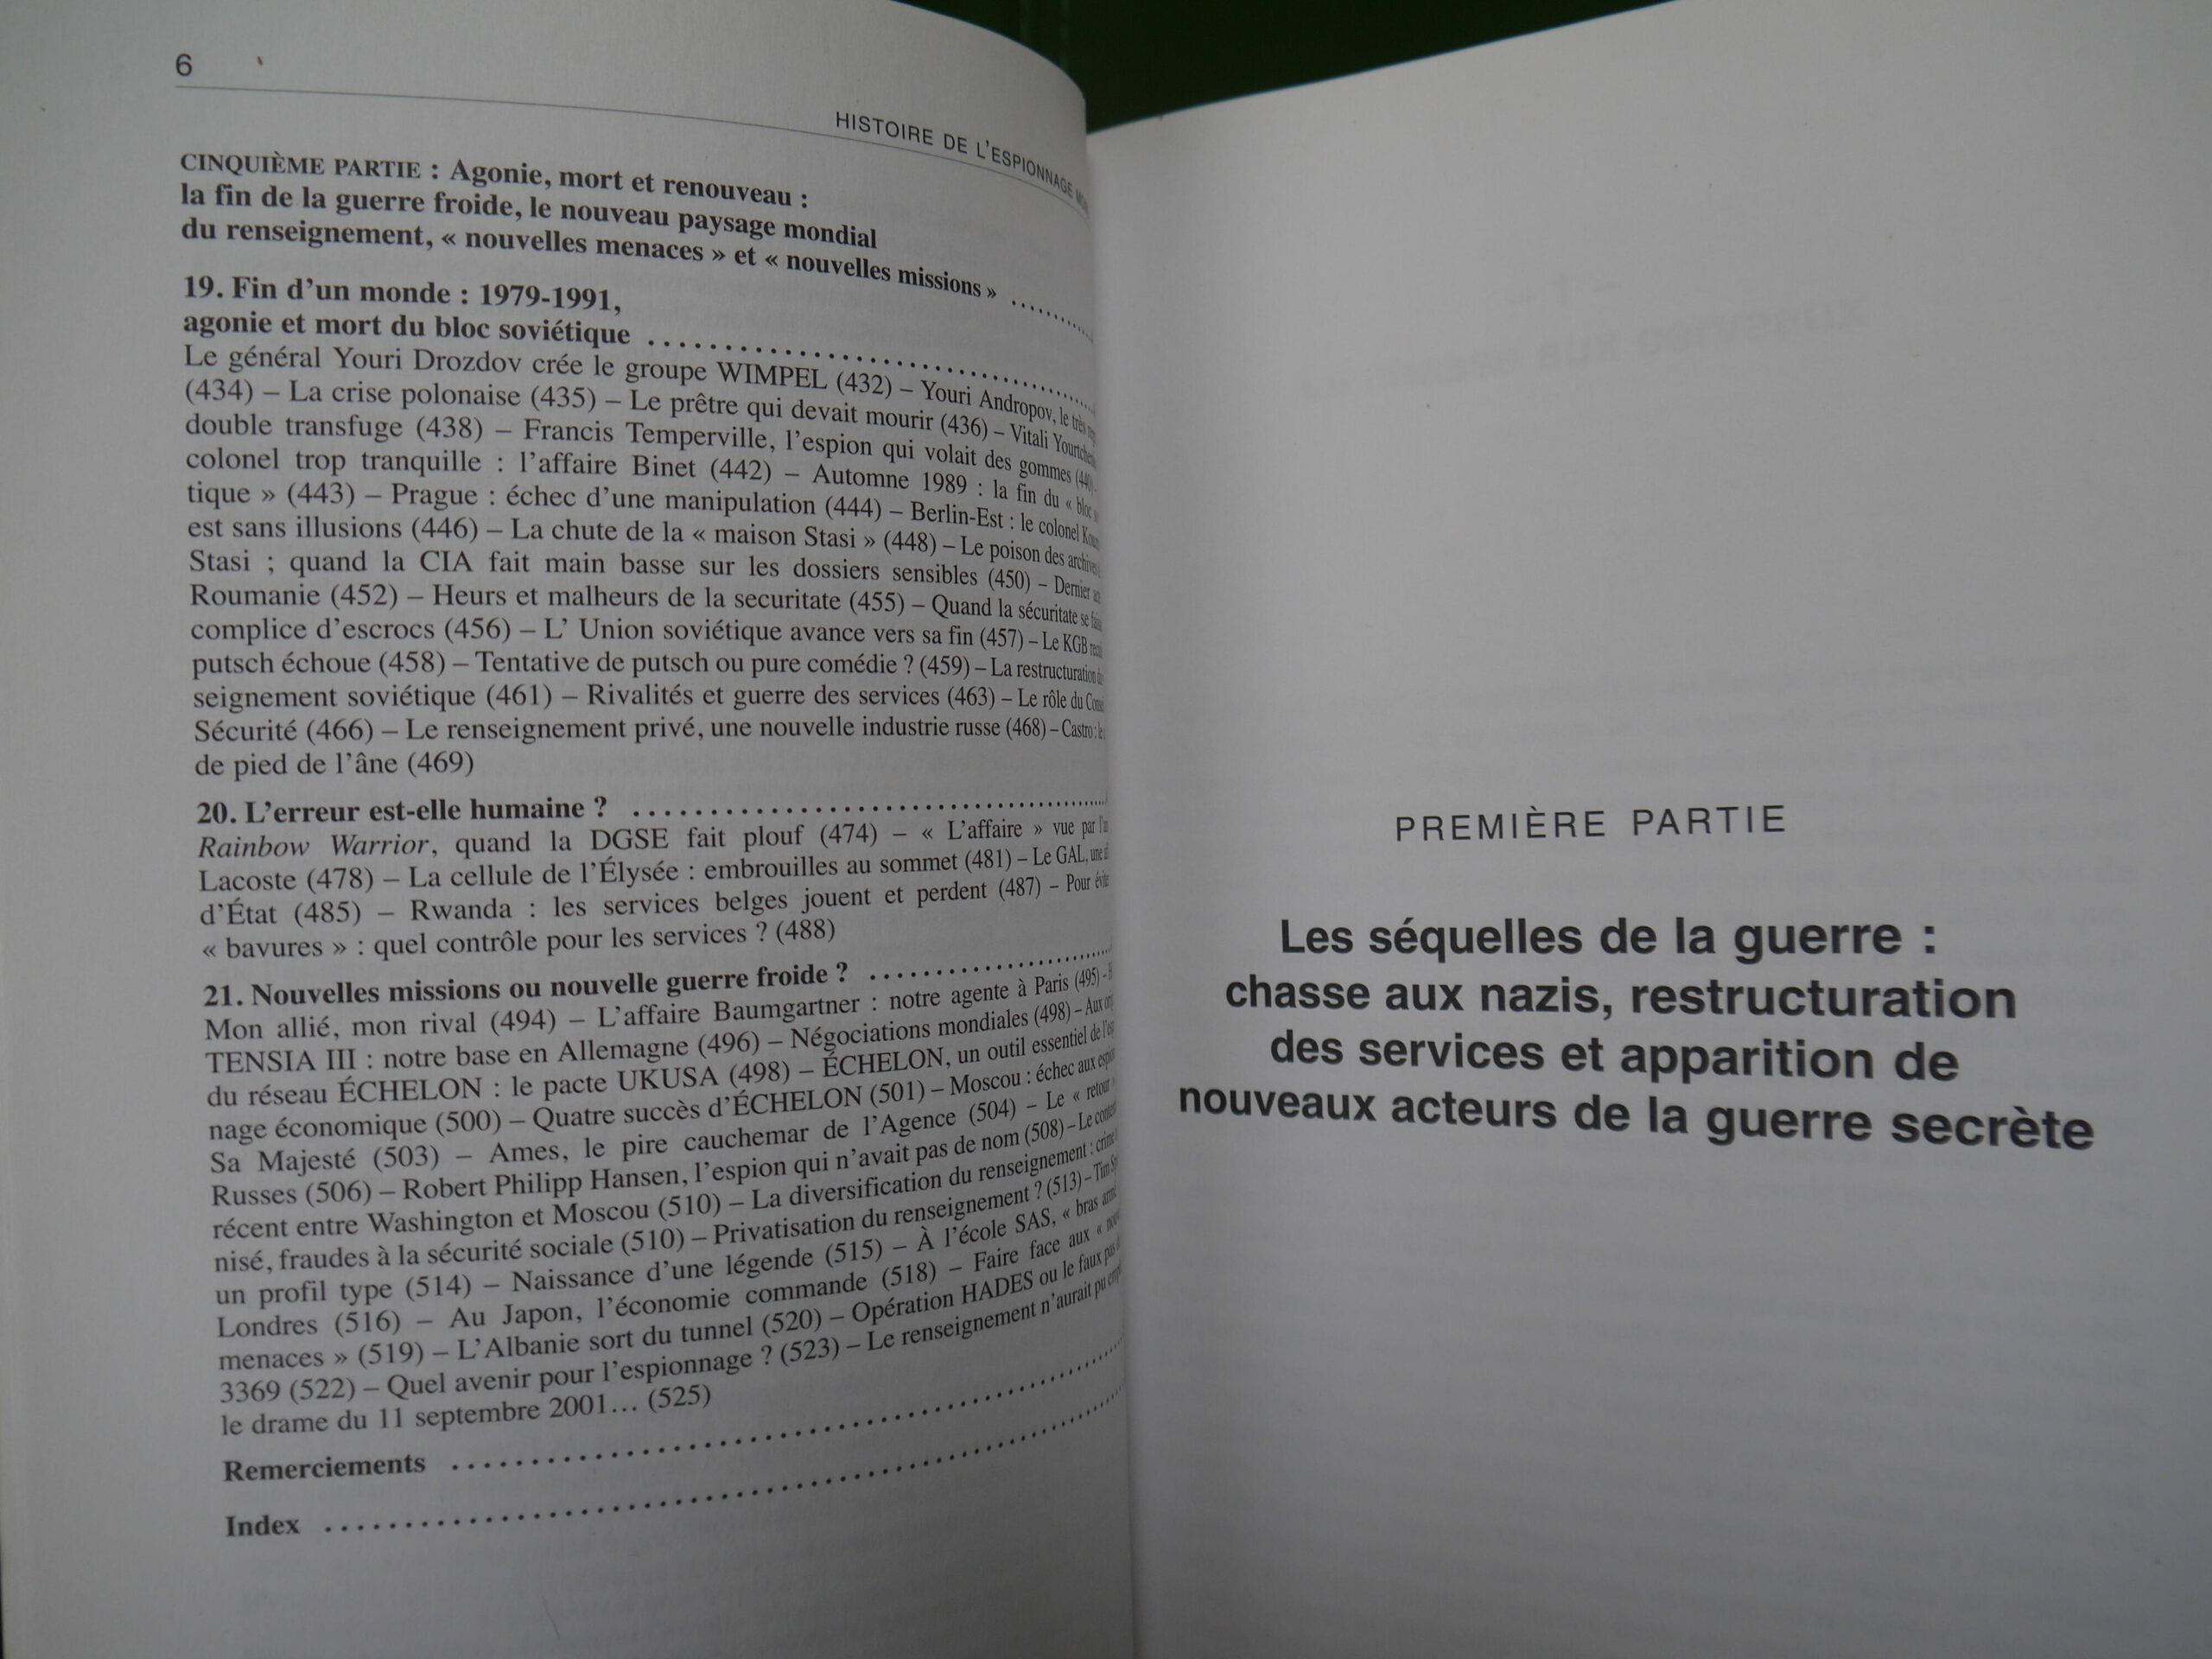 6
HISTOIRE DE L'ESPIONNAGE
CINQUIÈME PARTIE : Agonie, mort et renouveau :
la fin de la guerre froide, le nouveau paysage mondial
du renseignement, « nouvelles menaces » et « nouvelles missions » ..........
19. Fin d'un monde : 1979-1991,
agonie et mort du bloc soviétique ..........
Le général Youri Drozdov crée le groupe WIMPEL (432) – Youri Andropov, le très
(434) – La crise polonaise (435) – Le prêtre qui devait mourir (436) – Vitali
double transfuge (438) – Francis Temperville, l'espion qui volait des gommes (440)
colonel trop tranquille : l'affaire Binet (442) – Automne 1989 : la fin du « bloc
tique » (443) – Prague : échec d'une manipulation (444) – Berlin-Est : le colonel
est sans illusions (446) – La chute de la « maison Stasi » (448) – Le poison des archives
Stasi ; quand la CIA fait main basse sur les dossiers sensibles (450) – Dernier
Roumanie (452) – Heurs et malheurs de la securitate (455) – Quand la sécuritate se
complice d'escrocs (456) – L' Union soviétique avance vers sa fin (457) – Le KGB
putsch échoue (458) – Tentative de putsch ou pure comédie ? (459) – La restructuration
seignement soviétique (461) – Rivalités et guerre des services (463) – Le rôle du
Sécurité (466) – Le renseignement privé, une nouvelle industrie russe (468) – Castro :
de pied de l'âne (469)
20. L'erreur est-elle humaine ? ..........
Rainbow Warrior, quand la DGSE fait plouf (474) – « L'affaire » vue par
Lacoste (478) – La cellule de l'Élysée : embrouilles au sommet (481) – Le GAL, une
d'État (485) – Rwanda : les services belges jouent et perdent (487) – Pour
« bavures » : quel contrôle pour les services ? (488)
21. Nouvelles missions ou nouvelle guerre froide ? ..........
Mon allié, mon rival (494) – L'affaire Baumgartner : notre agente à Paris (495) –
TENSIA III : notre base en Allemagne (496) – Négociations mondiales (498) – Aux
du réseau ÉCHELON : le pacte UKUSA (498) – ÉCHELON, un outil essentiel de
nage économique (500) – Quatre succès d'ÉCHELON (501) – Moscou : échec aux
Sa Majesté (503) – Ames, le pire cauchemar de l'Agence (504) – Le « retour »
Russes (506) – Robert Philipp Hansen, l'espion qui n'avait pas de nom (508) – Le
récent entre Washington et Moscou (510) – La diversification du renseignement : crime
nisé, fraudes à la sécurité sociale (510) – Privatisation du renseignement ? (513) – Tim
un profil type (514) – Naissance d'une légende (515) – À l'école SAS, « bras
Londres (516) – Au Japon, l'économie commande (518) – Faire face aux «
menaces » (519) – L'Albanie sort du tunnel (520) – Opération HADES ou le faux pas
3369 (522) – Quel avenir pour l'espionnage ? (523) – Le renseignement n'aurait pu
le drame du 11 septembre 2001… (525)
Remerciements ..........
Index ..........
PREMIÈRE PARTIE
Les séquelles de la guerre :
chasse aux nazis, restructuration
des services et apparition de
nouveaux acteurs de la guerre secrète